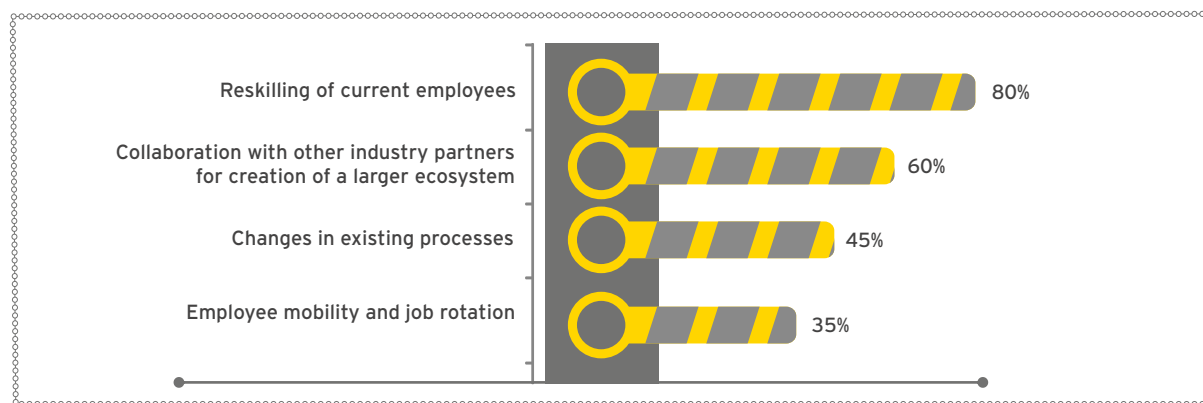 Reskilling of current employees
80%
Collaboration with other industry partners
for creation of a larger ecosystem
60%
Changes in existing processes
45%
Employee mobility and job rotation
35%